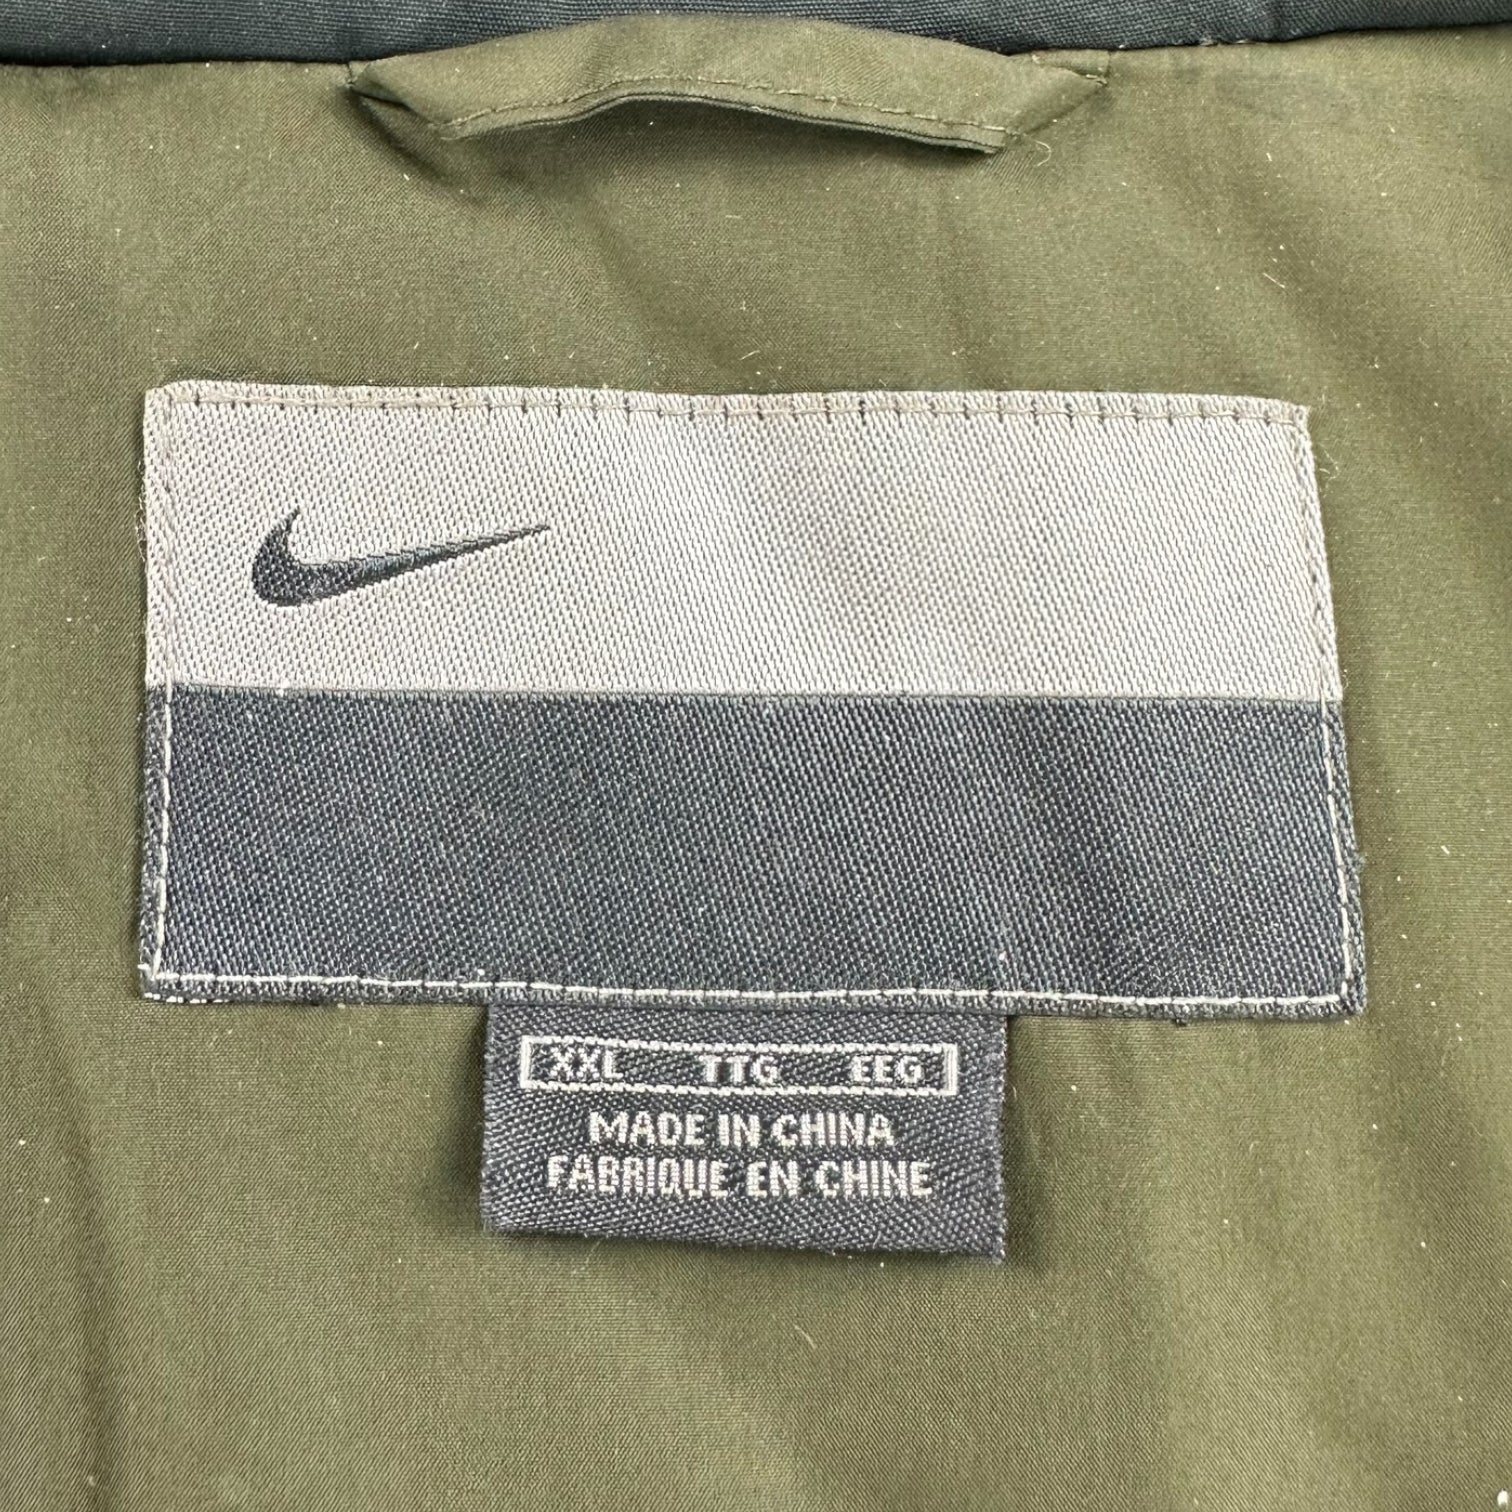 XXL TTG EEG
MADE IN CHINA
FABRIQUE EN CHINE